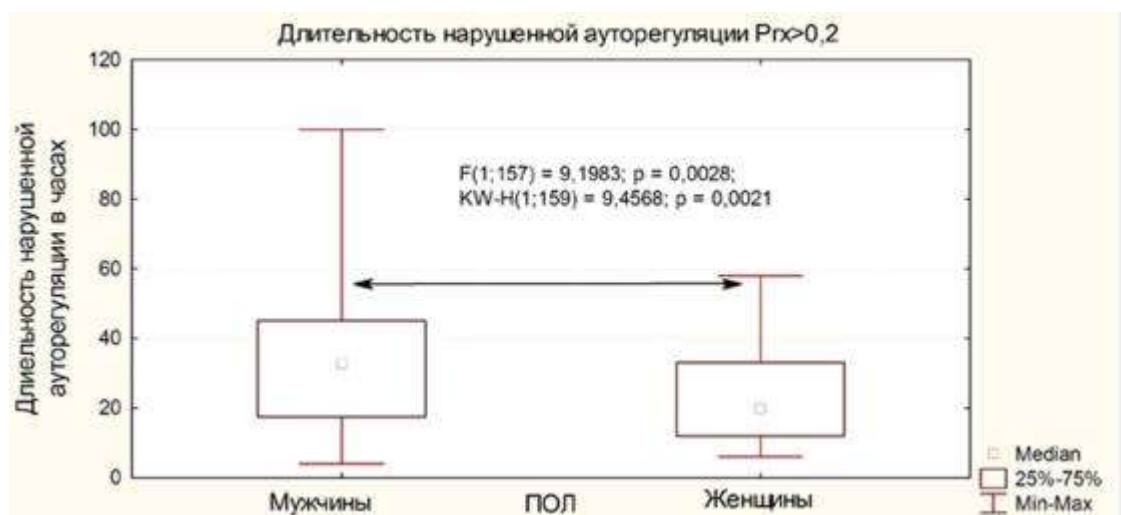 Длительность нарушенной ауторегуляции Prx>0,2
120
100
80
60
40
20
0
Длиельность нарушенной
ауторегуляции в часах
F(1;157) = 9,1983; p = 0,0028;
KW-H(1;159) = 9,4568; p = 0,0021
Мужчины
ПОЛ
Женщины
Median
25%-75%
Min-Max